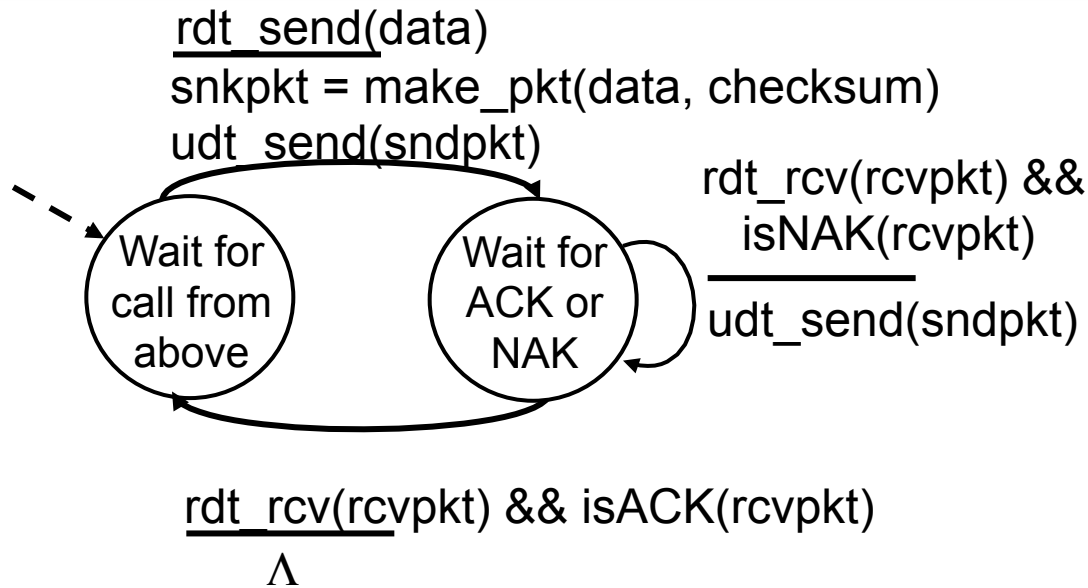 rdt_send(data)
snkpkt = make_pkt(data, checksum)
udt_send(sndpkt)
rdt_rcv(rcvpkt) &&
isNAK(rcvpkt)
udt_send(sndpkt)
Wait for
call from
above
Wait for
ACK or
NAK
rdt_rcv(rcvpkt) && isACK(rcvpkt)
Λ